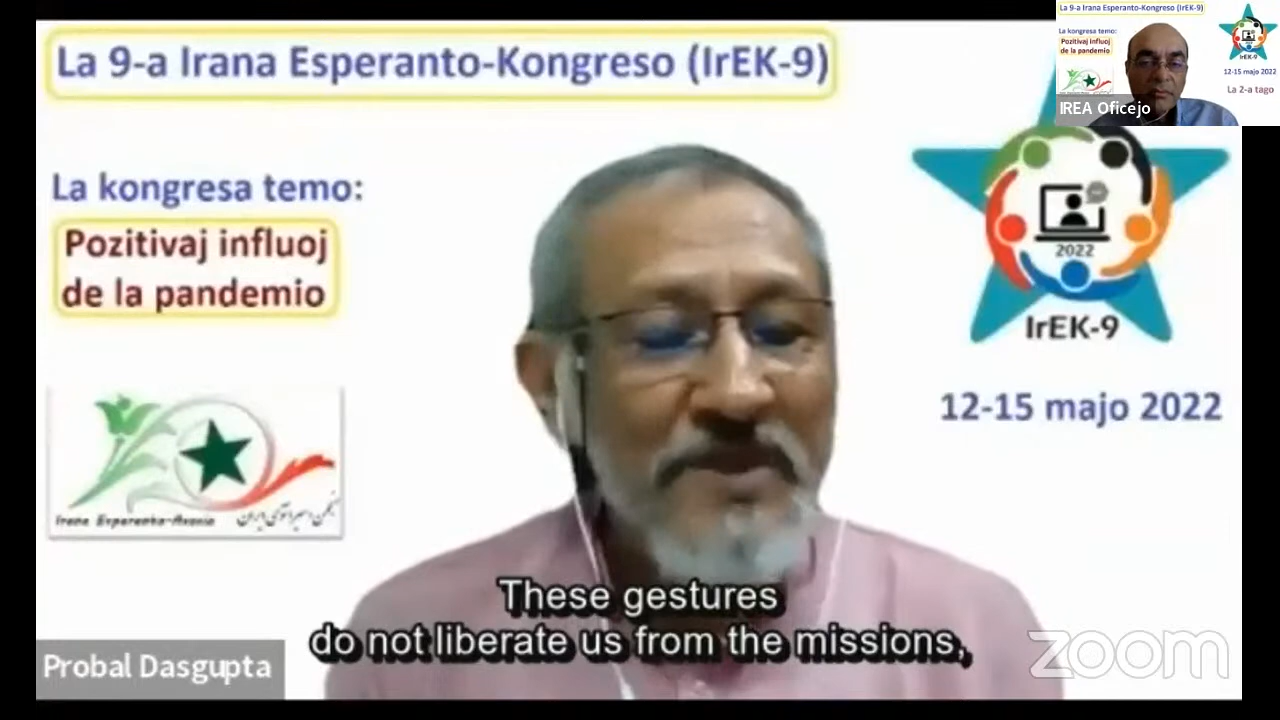 La 9-a Irana Esperanto-Kongreso (IrEK-9)
La kongresa temo:
Pozitivaj influoj
de la pandemio
2022
IrEK-9
12-15 majo 2022
Irana Esperanto-Asocio
انجمن اسپرانتوی ایران
These gestures
do not liberate us from the missions,
Probal Dasgupta
zoom
La 9-a Irana Esperanto-Kongreso (IrEK-9)
La kongresa temo:
Pozitivaj influoj
de la pandemio
IrEK-9
12-15 majo 2022
La 2-a tago
IREA Oficejo